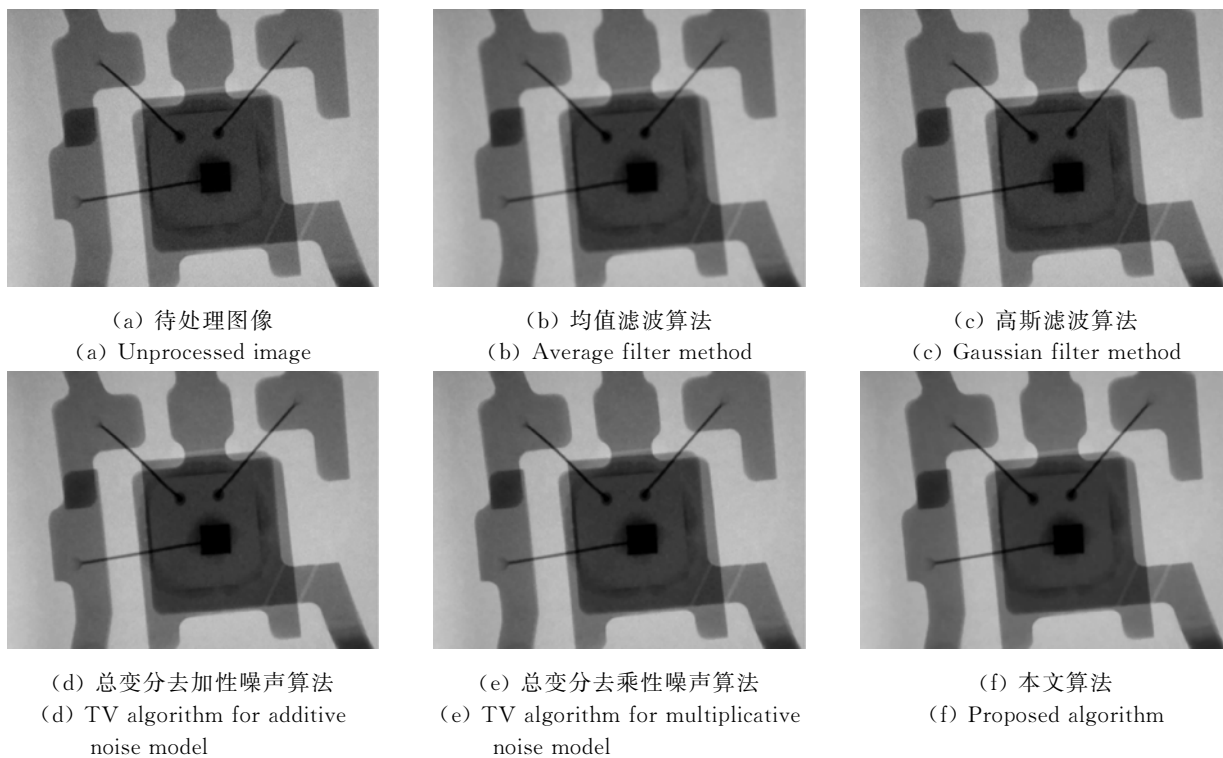 (a) 待处理图像
(a) Unprocessed image
(b) 均值滤波算法
(b) Average filter method
(c) 高斯滤波算法
(c) Gaussian filter method
(d) 总变分去加性噪声算法
(d) TV algorithm for additive
noise model
(e) 总变分去乘性噪声算法
(e) TV algorithm for multiplicative
noise model
(f) 本文算法
(f) Proposed algorithm